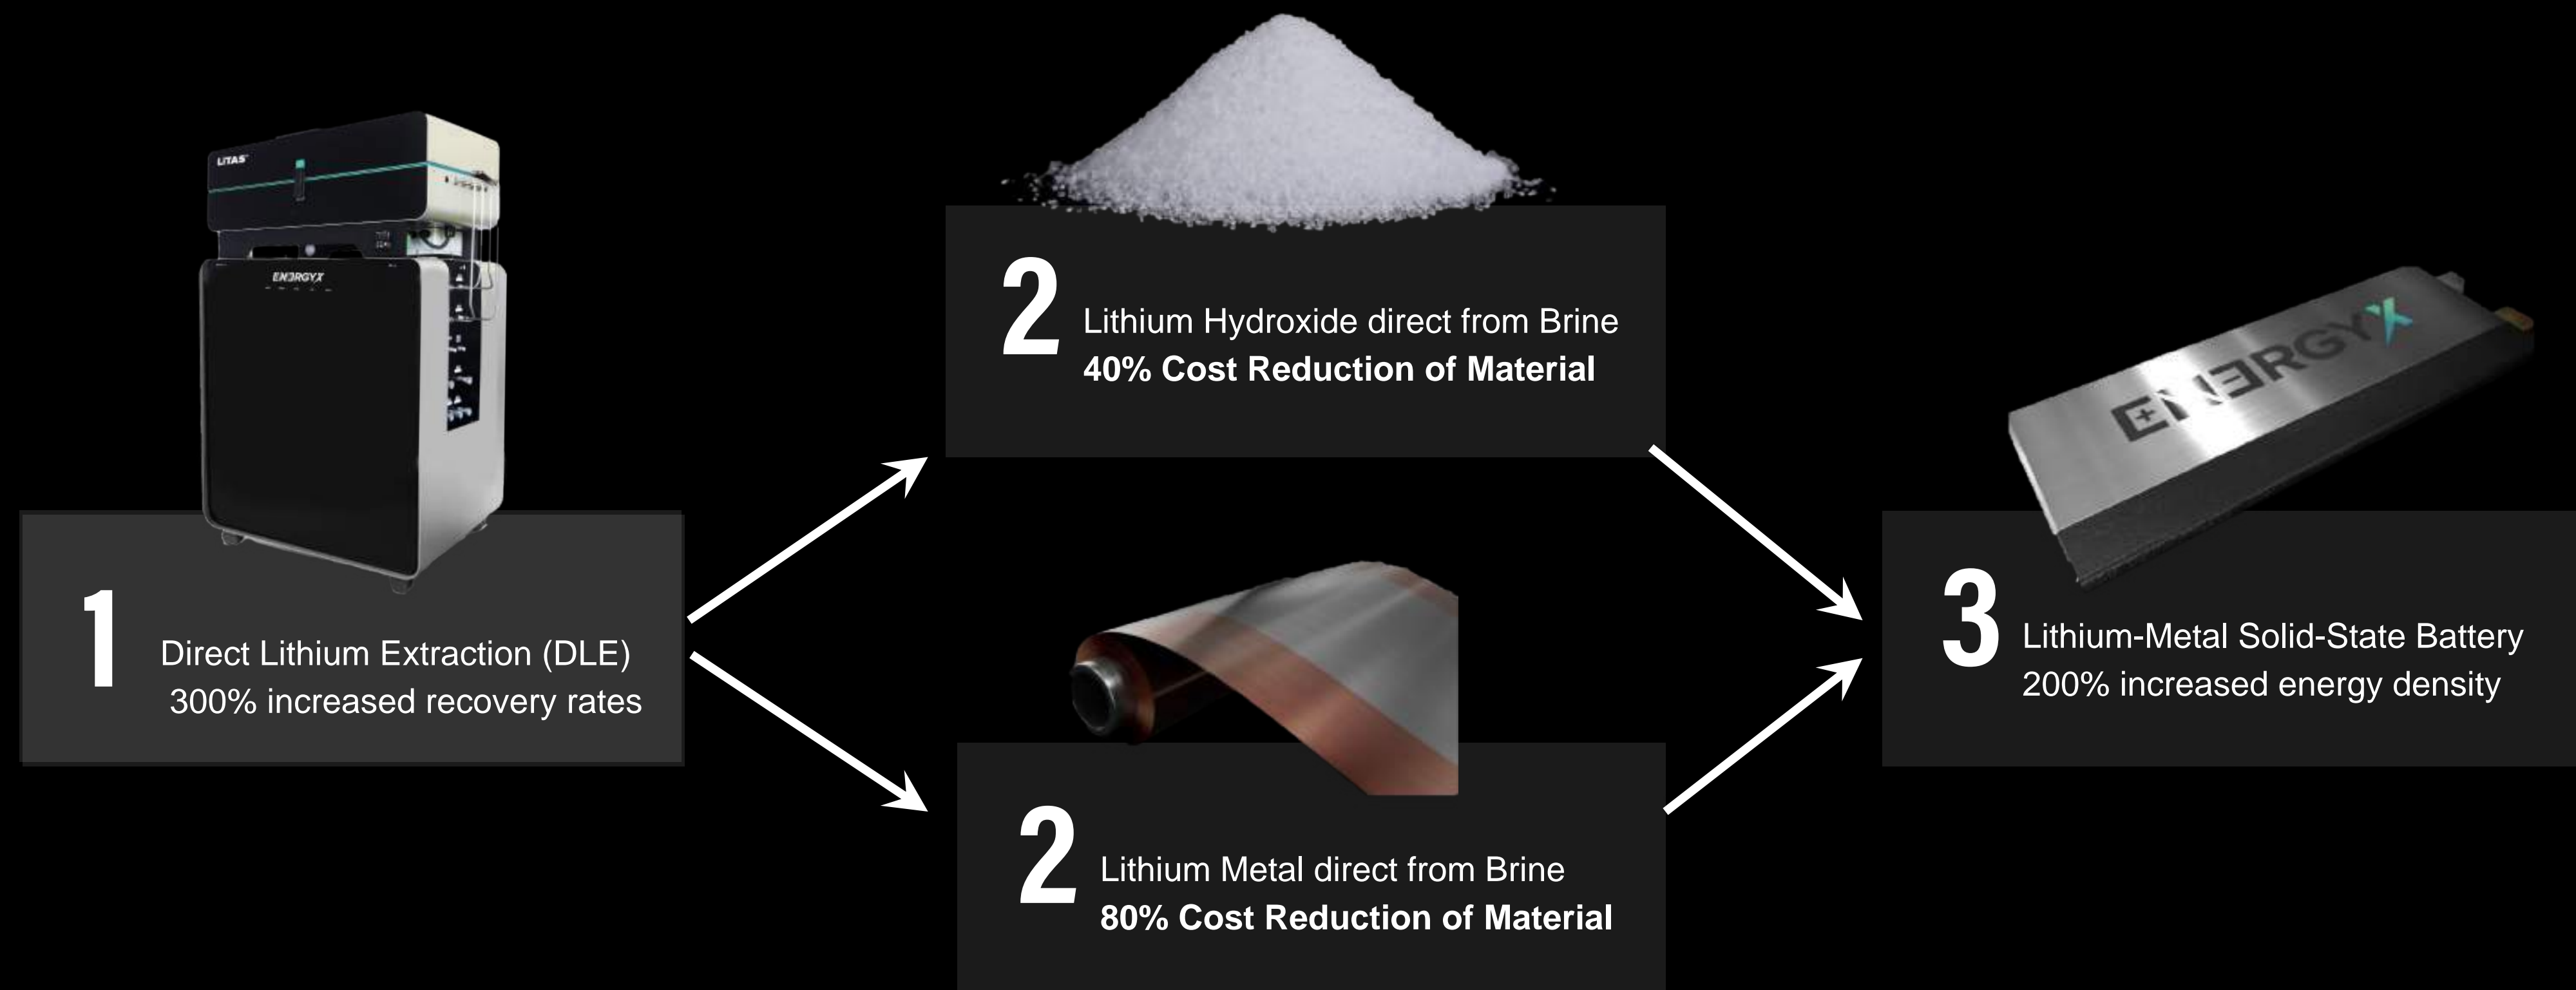 LiTAS™
ENERGYX
1
Direct Lithium Extraction (DLE)
300% increased recovery rates
2
Lithium Hydroxide direct from Brine
40% Cost Reduction of Material
2
Lithium Metal direct from Brine
80% Cost Reduction of Material
ENERGYX
3
Lithium-Metal Solid-State Battery
200% increased energy density